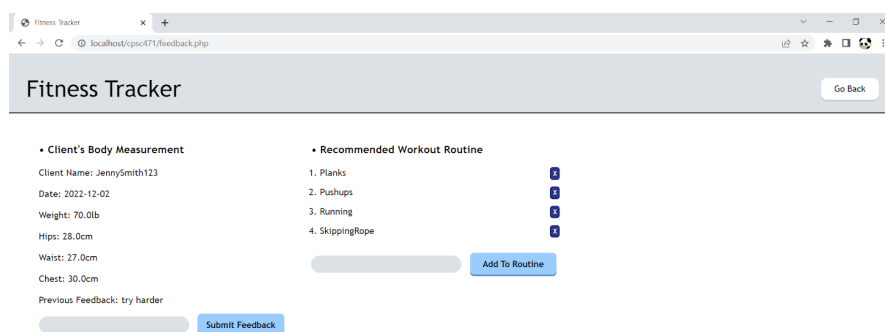 Fitness Tracker
localhost/cpsc471/feedback.php
Fitness Tracker
Go Back
• Client's Body Measurement
Client Name: JennySmith123
Date: 2022-12-02
Weight: 70.0lb
Hips: 28.0cm
Waist: 27.0cm
Chest: 30.0cm
Previous Feedback: try harder
Submit Feedback
• Recommended Workout Routine
1. Planks X
2. Pushups X
3. Running X
4. SkippingRope X
Add To Routine